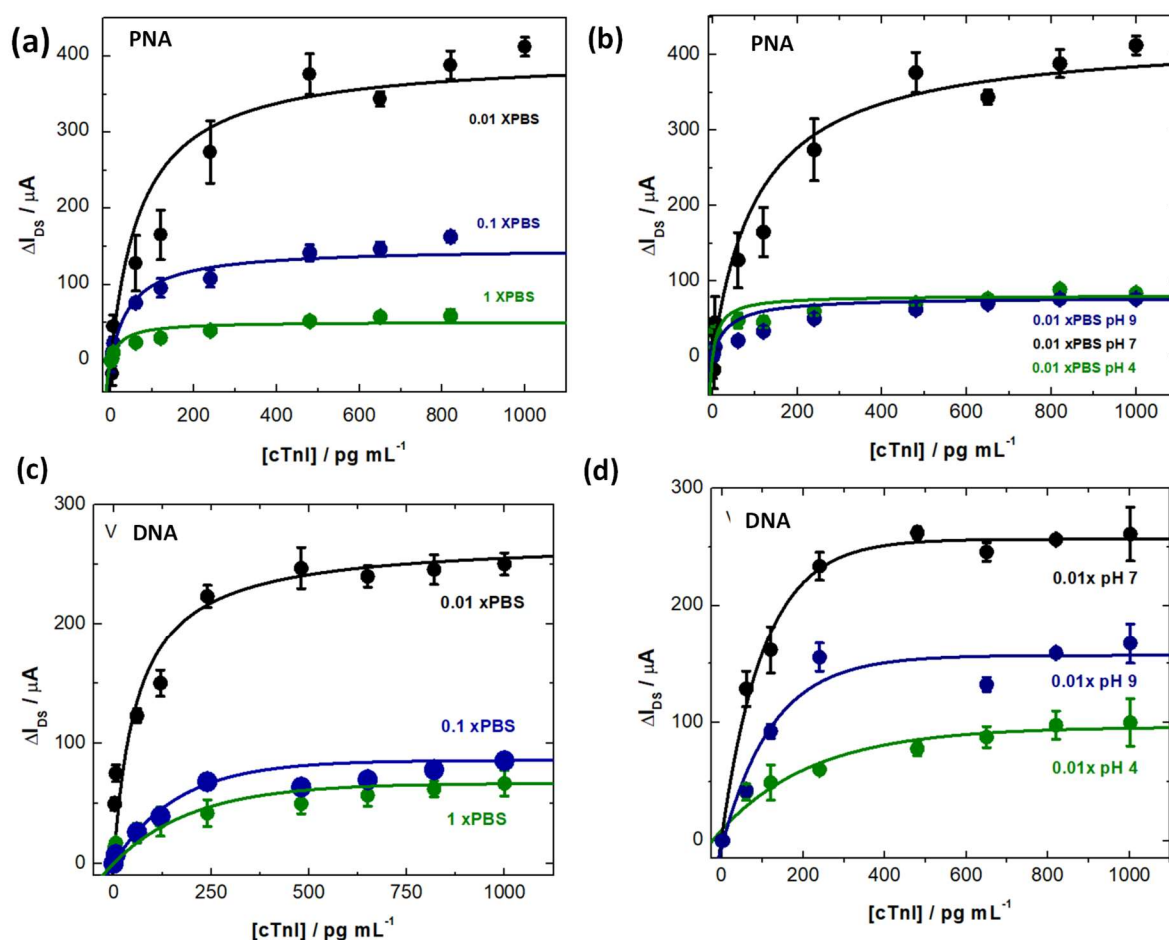 (a)
PNA
400
300
200
100
0
0.01 XPBS
0.1 XPBS
1 XPBS
ΔI_DS / μA
0 200 400 600 800 1000
[cTnI] / pg mL⁻¹
(b)
PNA
400
300
200
100
0
0.01 xPBS pH 9
0.01 xPBS pH 7
0.01 xPBS pH 4
ΔI_DS / μA
0 200 400 600 800 1000
[cTnI] / pg mL⁻¹
(c)
V DNA
300
200
100
0
0.01 xPBS
0.1 xPBS
1 xPBS
ΔI_DS / μA
0 250 500 750 1000
[cTnI] / pg mL⁻¹
(d)
DNA
300
200
100
0
0.01x pH 7
0.01x pH 9
0.01x pH 4
ΔI_DS / μA
0 200 400 600 800 1000
[cTnI] / pg mL⁻¹